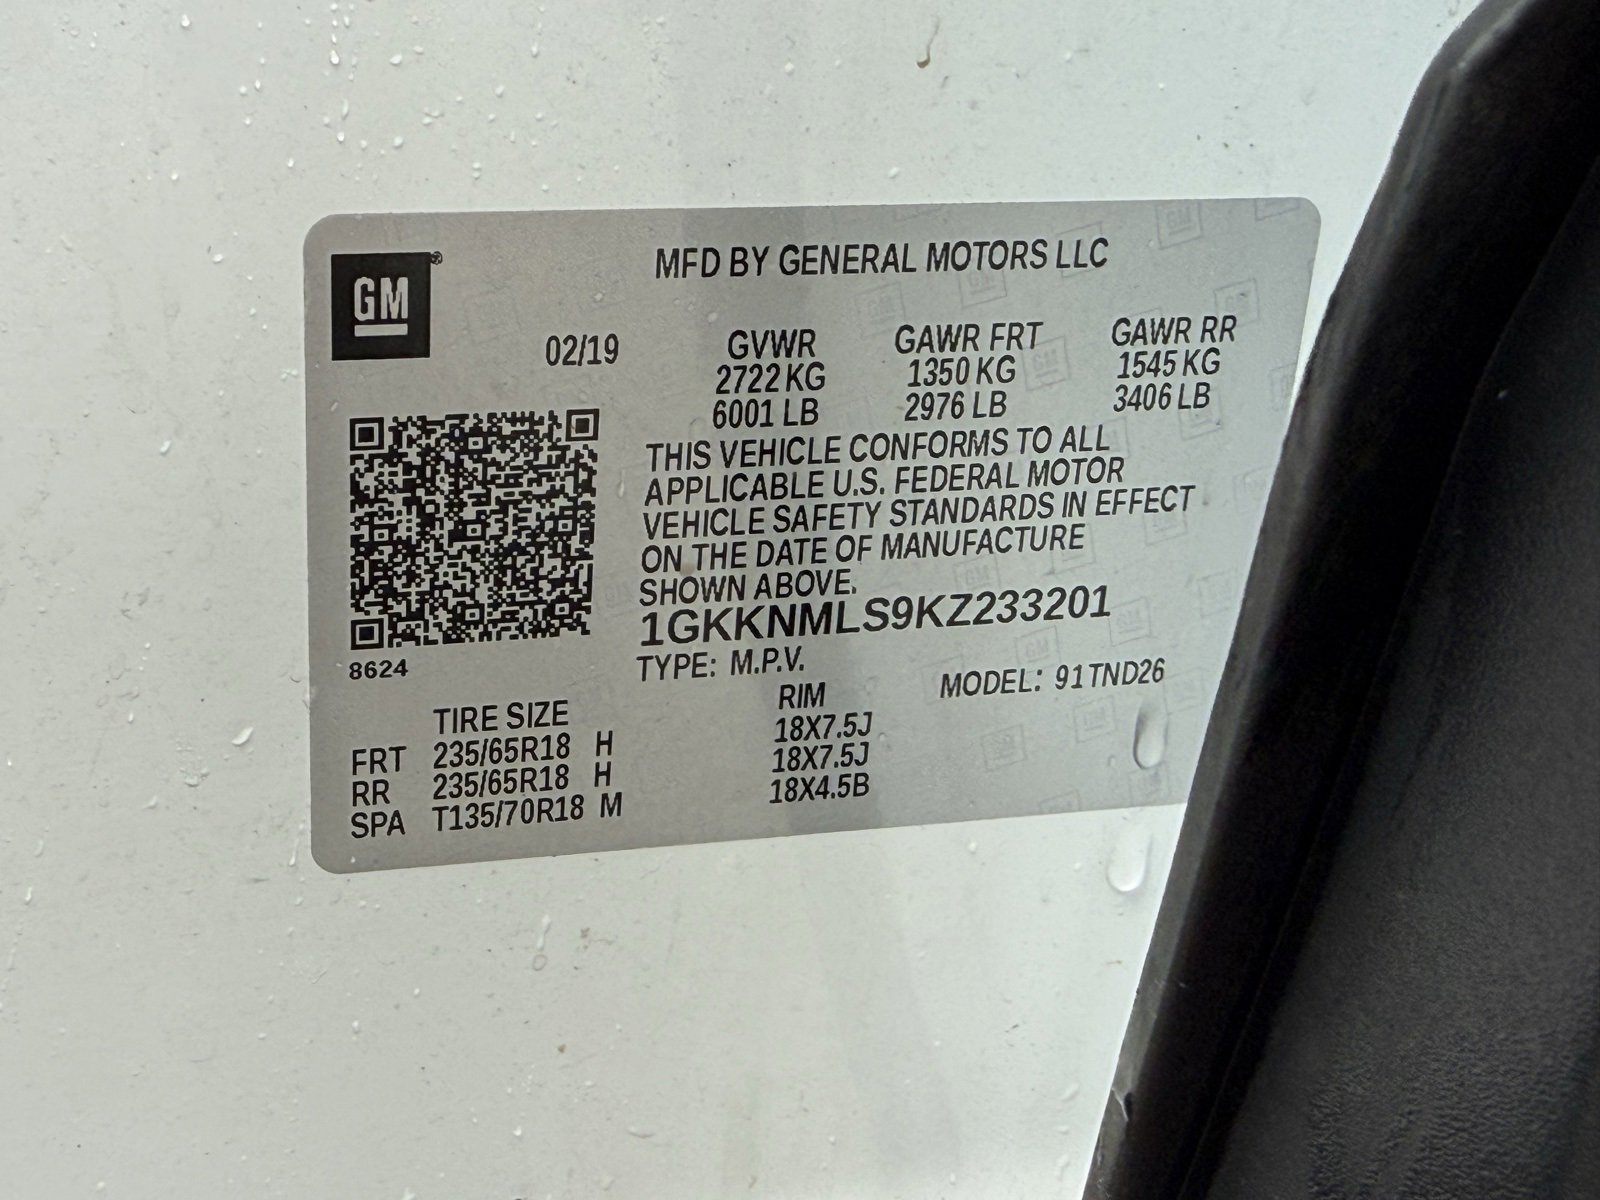 GM®
MFD BY GENERAL MOTORS LLC
02/19 GVWR GAWR FRT GAWR RR
2722 KG 1350 KG 1545 KG
6001 LB 2976 LB 3406 LB
THIS VEHICLE CONFORMS TO ALL
APPLICABLE U.S. FEDERAL MOTOR
VEHICLE SAFETY STANDARDS IN EFFECT
ON THE DATE OF MANUFACTURE
SHOWN ABOVE.
1GKKNMLS9KZ233201
8624
TYPE: M.P.V. MODEL: 91TND26
TIRE SIZE RIM
FRT 235/65R18 H 18X7.5J
RR 235/65R18 H 18X7.5J
SPA T135/70R18 M 18X4.5B